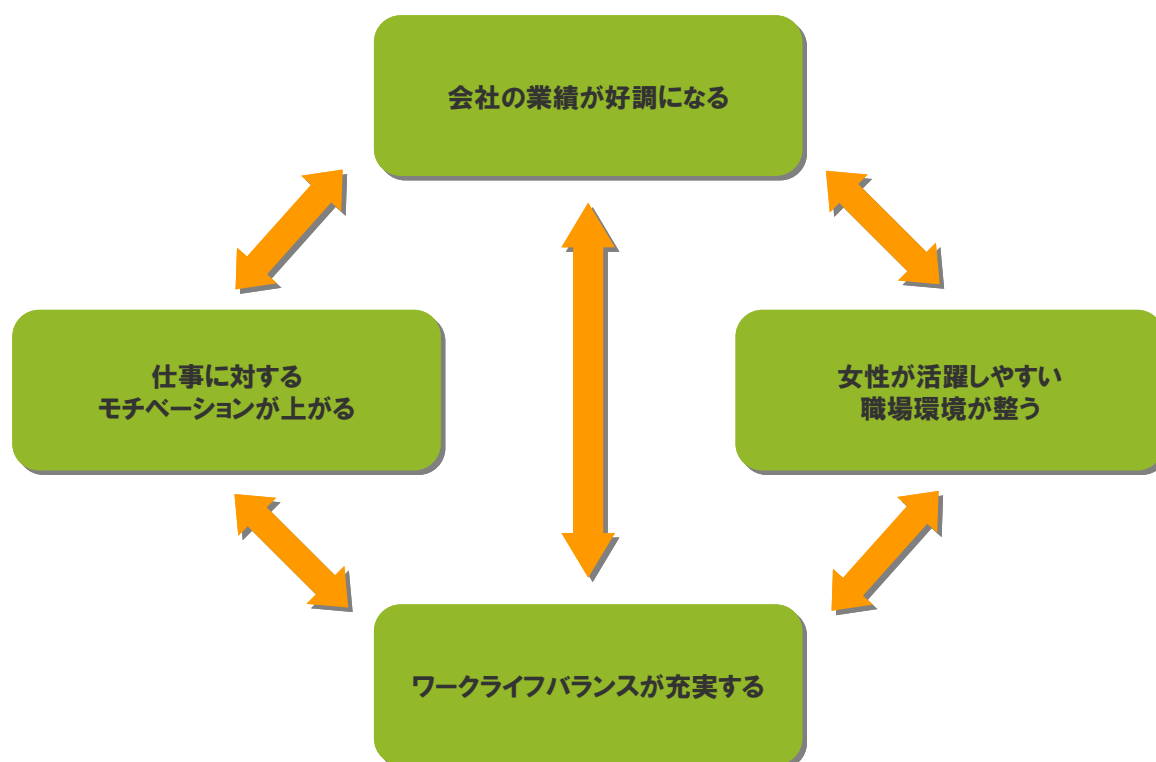 会社の業績が好調になる
仕事に対する
モチベーションが上がる
女性が活躍しやすい
職場環境が整う
ワークライフバランスが充実する